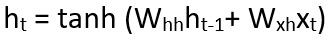 hₜ = tanh (Wₕₕhₜ₋₁+ Wₓₕxₜ)